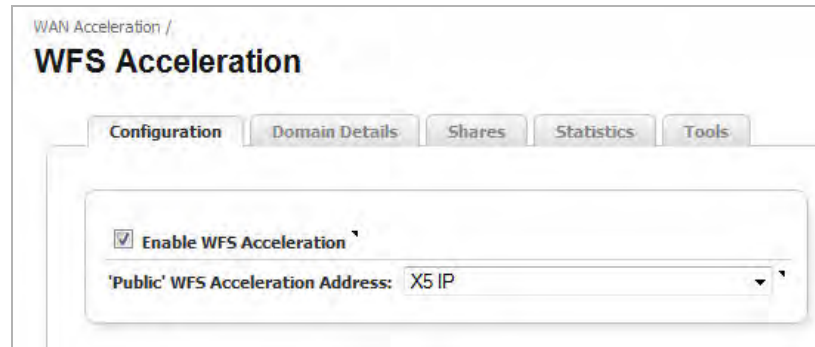 WAN Acceleration /
WFS Acceleration
Configuration Domain Details Shares Statistics Tools
Enable WFS Acceleration
'Public' WFS Acceleration Address: X5 IP